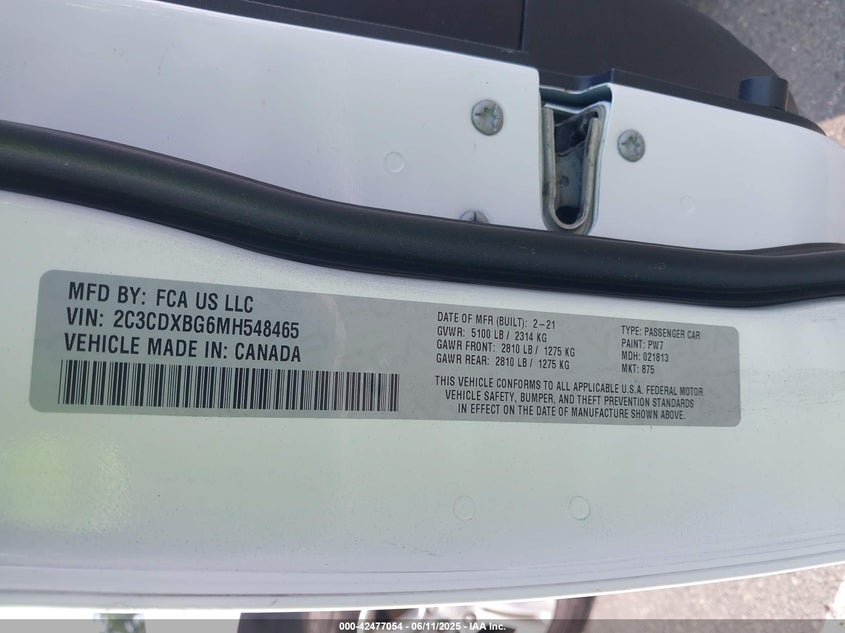 MFD BY: FCA US LLC
VIN: 2C3CDXBG6MH548465
VEHICLE MADE IN: CANADA
DATE OF MFR (BUILT): 2-21
GVWR: 5100 LB / 2314 KG
GAWR FRONT: 2810 LB / 1275 KG
GAWR REAR: 2810 LB / 1275 KG
TYPE: PASSENGER CAR
PAINT: PW7
MDH: 021813
MKT: 875
THIS VEHICLE CONFORMS TO ALL APPLICABLE U.S.A. FEDERAL MOTOR
VEHICLE SAFETY, BUMPER, AND THEFT PREVENTION STANDARDS
IN EFFECT ON THE DATE OF MANUFACTURE SHOWN ABOVE.
000-42477054 - 06/11/2025 - IAA Inc.